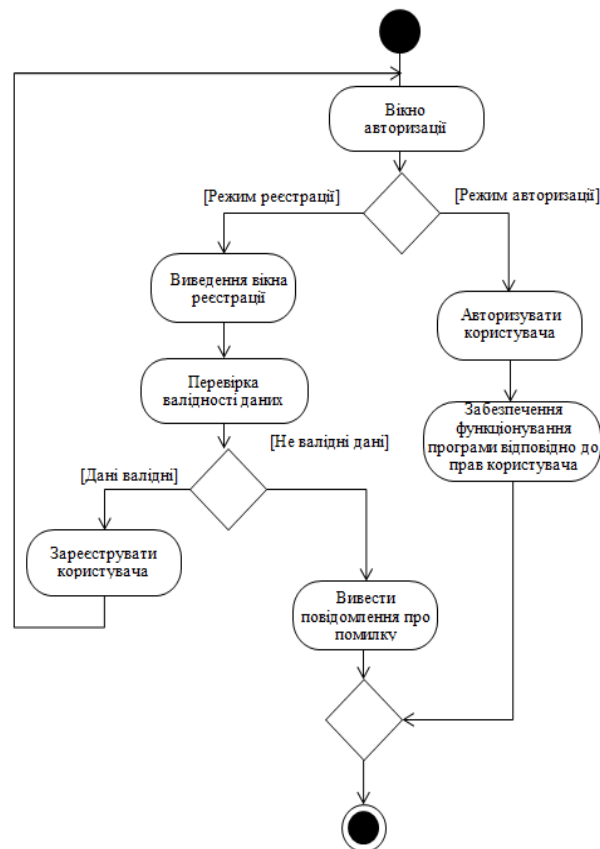 Вікно
авторизації
[Режим реєстрації]
[Режим авторизації]
Виведення вікна
реєстрації
Авторизувати
користувача
Перевірка
валідності даних
Забезпечення
функціонування
програми відповідно до
прав користувача
[Не валідні дані]
[Дані валідні]
Зареєструвати
користувача
Вивести
повідомлення про
помилку